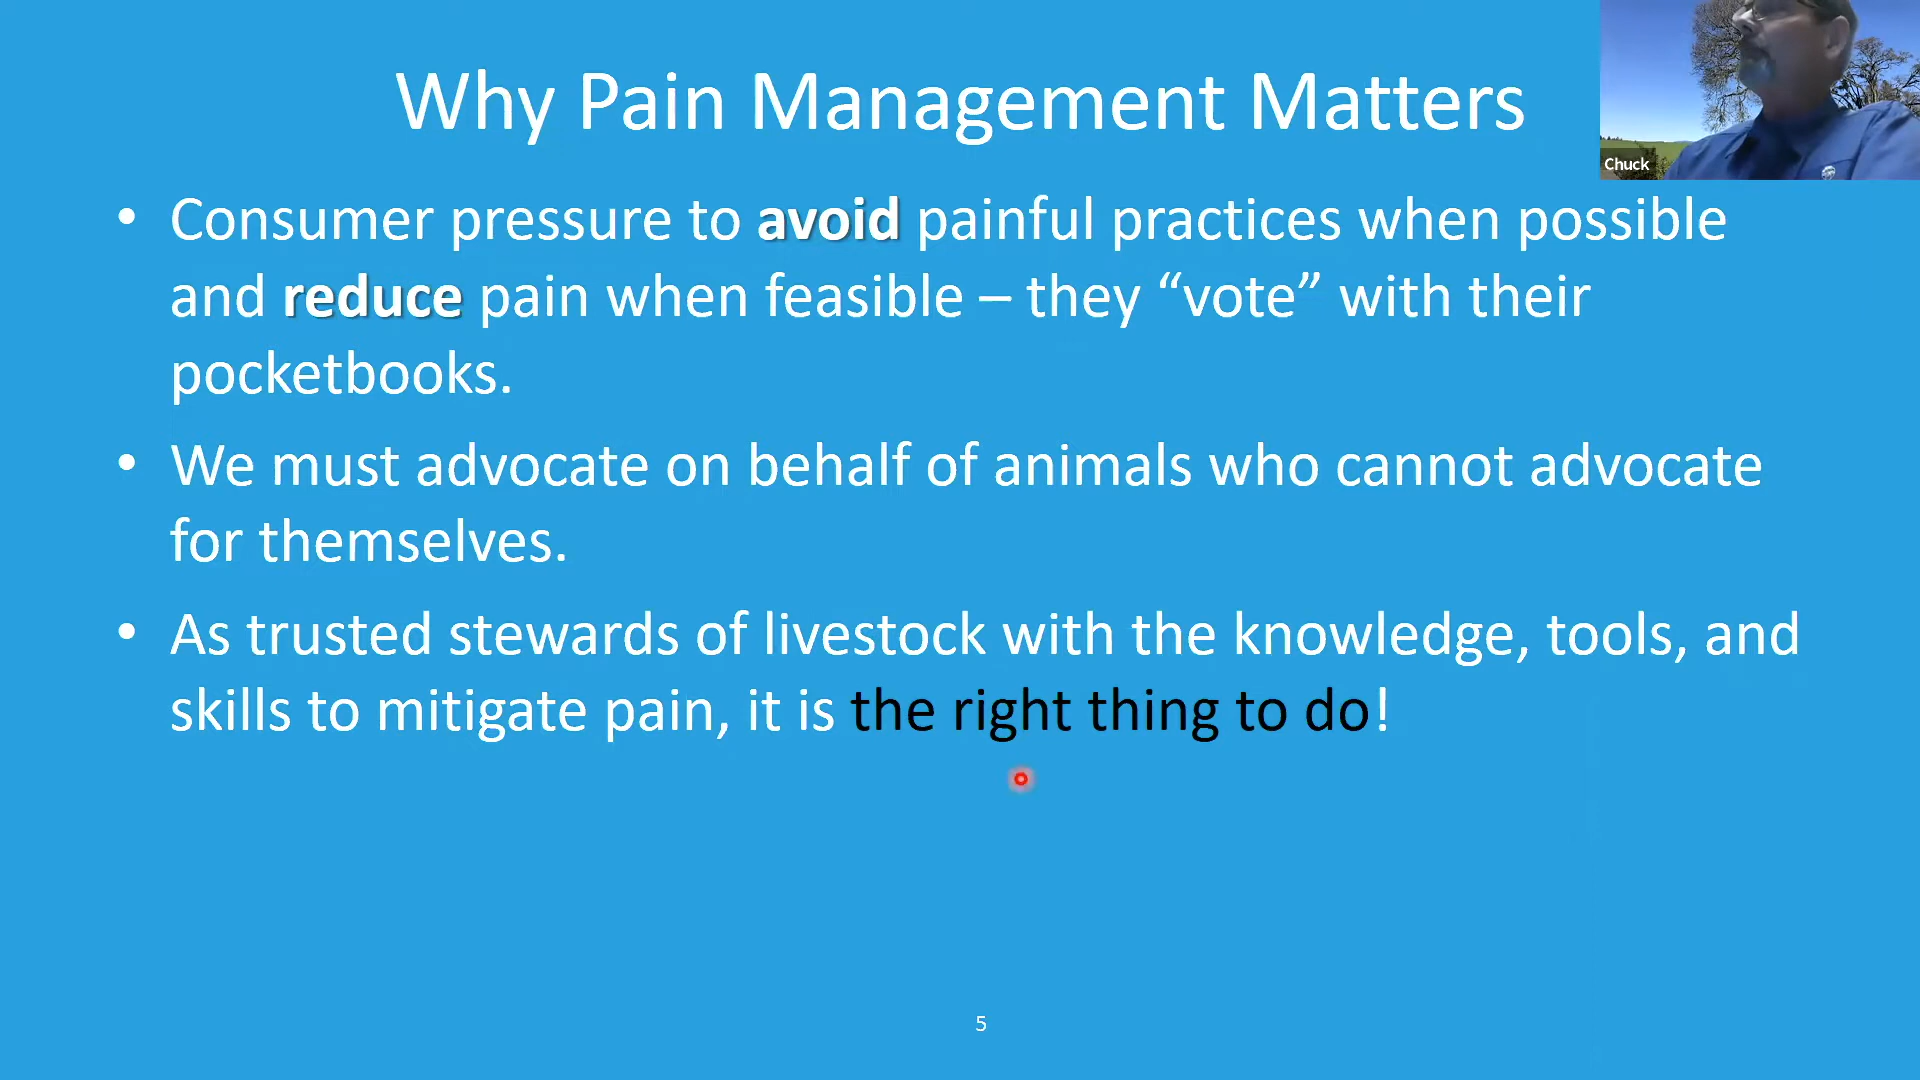 Why Pain Management Matters
Chuck
• Consumer pressure to avoid painful practices when possible
and reduce pain when feasible – they “vote” with their
pocketbooks.
• We must advocate on behalf of animals who cannot advocate
for themselves.
• As trusted stewards of livestock with the knowledge, tools, and
skills to mitigate pain, it is the right thing to do!
5